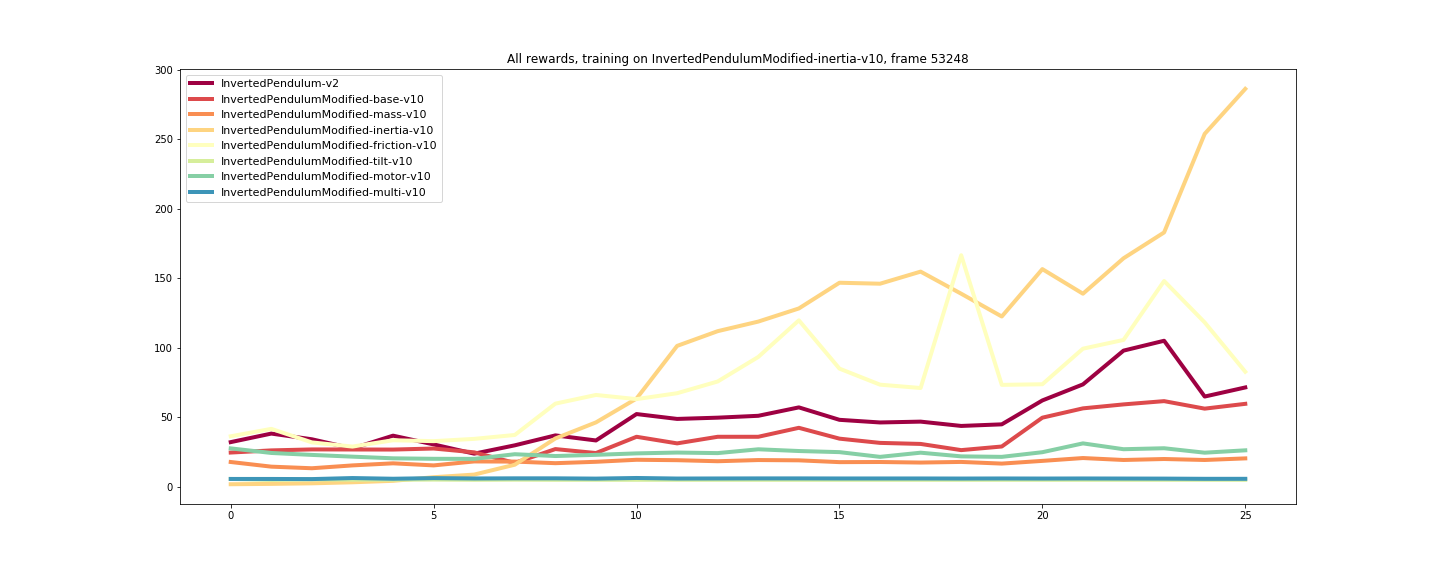 All rewards, training on InvertedPendulumModified-inertia-v10, frame 53248
300
250
200
150
100
50
0
InvertedPendulum-v2
InvertedPendulumModified-base-v10
InvertedPendulumModified-mass-v10
InvertedPendulumModified-inertia-v10
InvertedPendulumModified-friction-v10
InvertedPendulumModified-tilt-v10
InvertedPendulumModified-motor-v10
InvertedPendulumModified-multi-v10
0 5 10 15 20 25